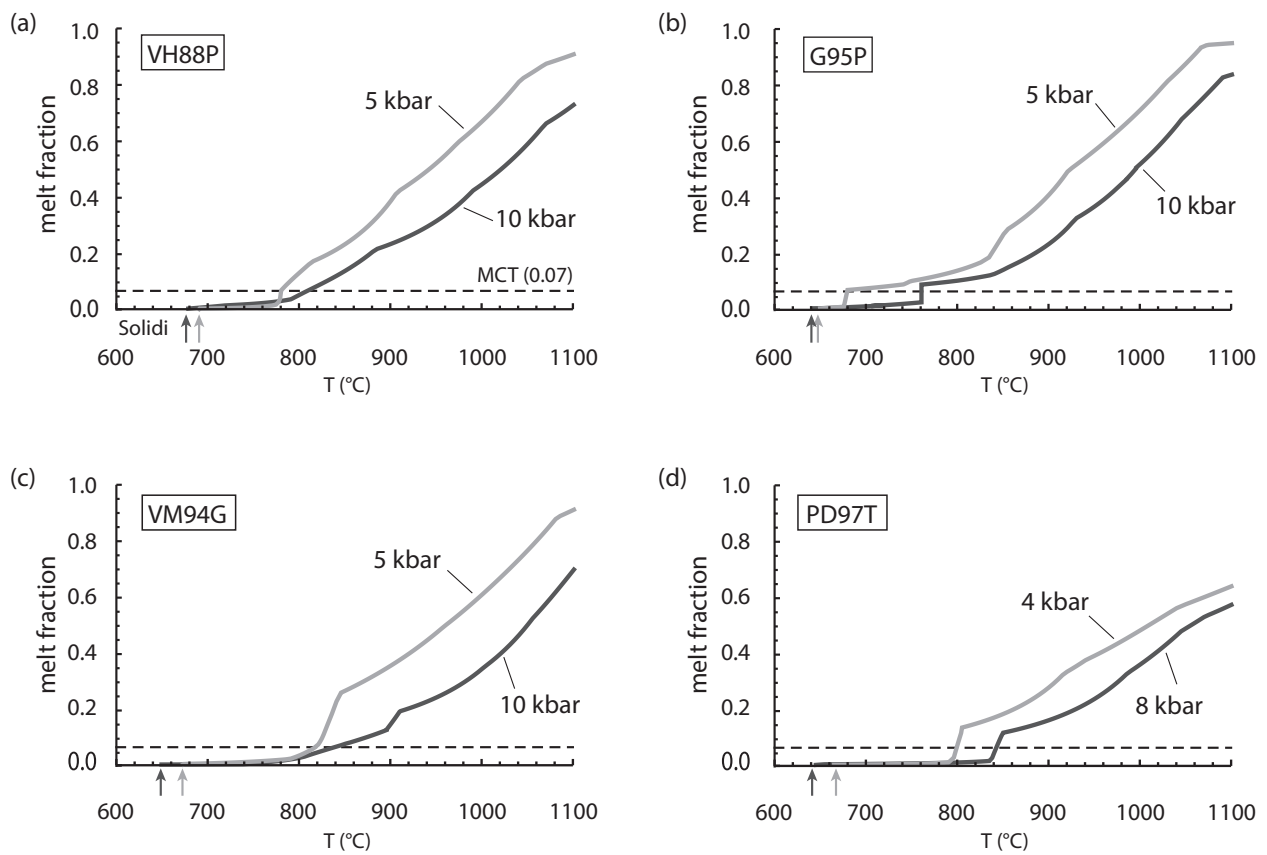 (a)
VH88P
1.0
0.8
0.6
0.4
0.2
0.0
melt fraction
5 kbar
10 kbar
MCT (0.07)
Solidi
600 700 800 900 1000 1100
T (°C)
(b)
G95P
1.0
0.8
0.6
0.4
0.2
0.0
melt fraction
5 kbar
10 kbar
600 700 800 900 1000 1100
T (°C)
(c)
VM94G
1.0
0.8
0.6
0.4
0.2
0.0
melt fraction
5 kbar
10 kbar
600 700 800 900 1000 1100
T (°C)
(d)
PD97T
1.0
0.8
0.6
0.4
0.2
0.0
melt fraction
4 kbar
8 kbar
600 700 800 900 1000 1100
T (°C)